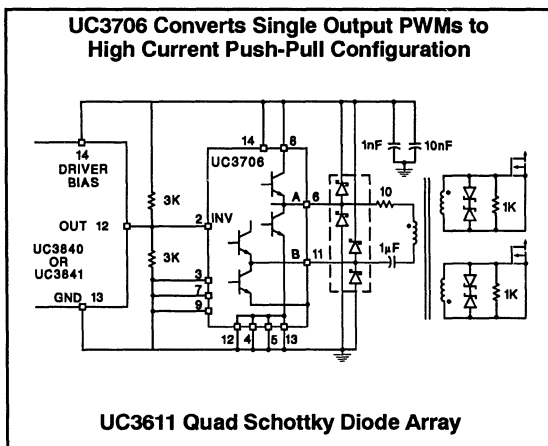 UC3706 Converts Single Output PWMs to
High Current Push-Pull Configuration
14
DRIVER
BIAS
OUT 12
UC3840
OR
UC3841
GND 13
3K
3K
14 8
UC3706
2 INV
3
7
9
A 6
B 11
12 4 5 13
1nF 10nF
10
1µF
1K
1K
UC3611 Quad Schottky Diode Array